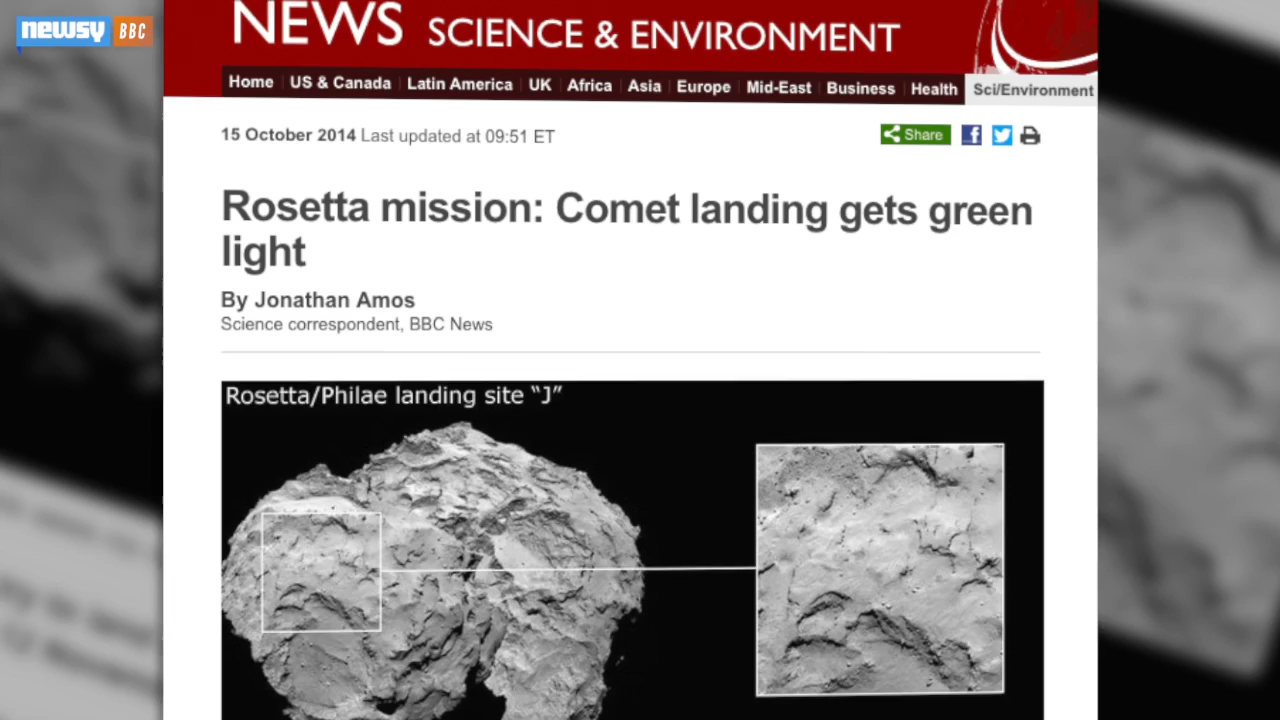 newsy BBC
NEWS SCIENCE & ENVIRONMENT
Home US & Canada Latin America UK Africa Asia Europe Mid-East Business Health Sci/Environment
15 October 2014 Last updated at 09:51 ET
Share
Rosetta mission: Comet landing gets green
light
By Jonathan Amos
Science correspondent, BBC News
Rosetta/Philae landing site “J”